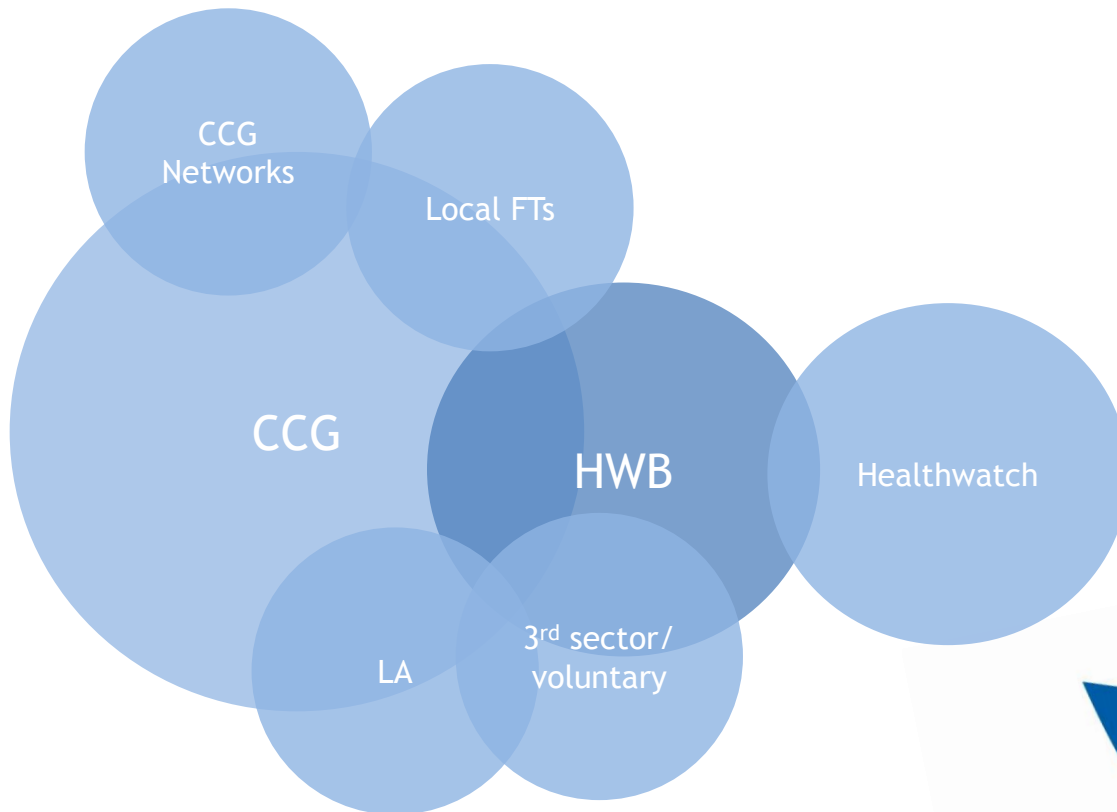 CCG
Networks
Local FTs
CCG
HWB
Healthwatch
3rd sector/
voluntary
LA